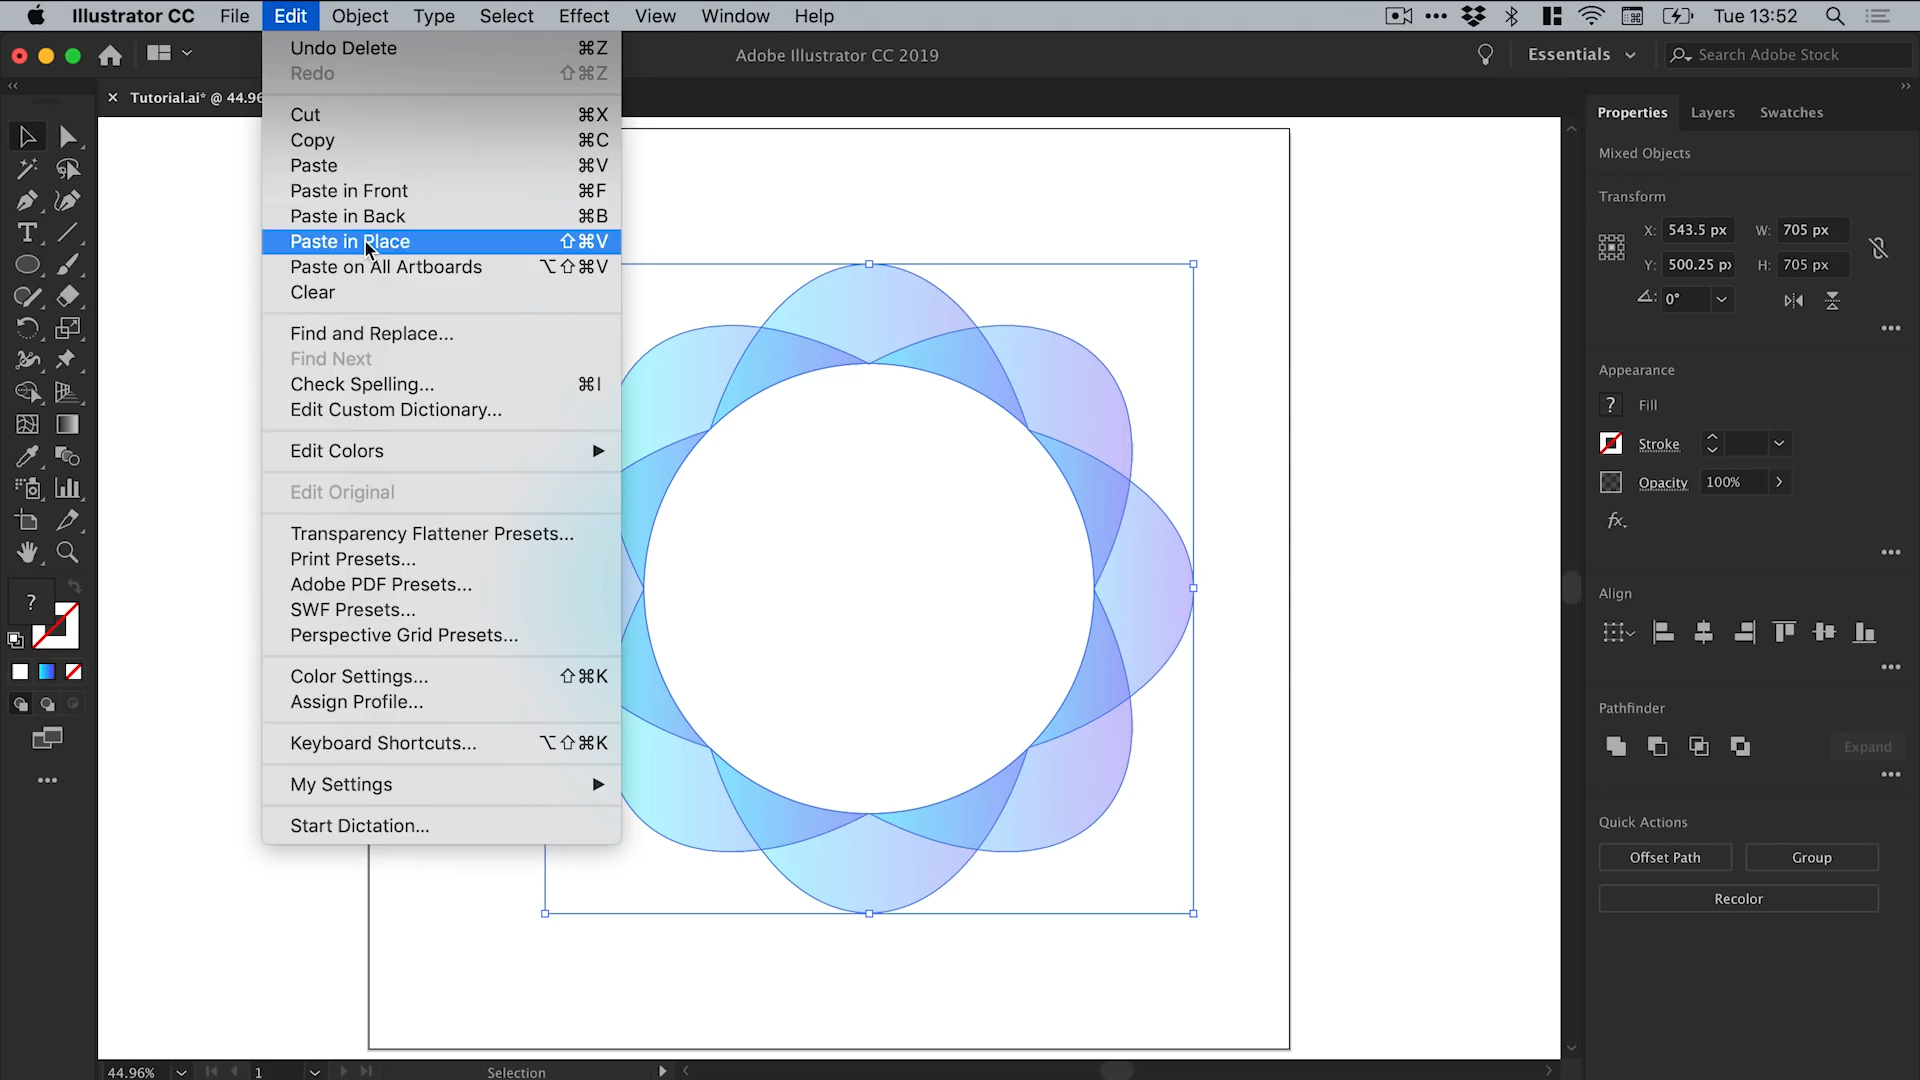 Illustrator CC File Edit Object Type Select Effect View Window Help Tue 13:52
Adobe Illustrator CC 2019 Essentials Search Adobe Stock
Tutorial.ai* @ 44.96
Undo Delete ⌘Z
Redo ⇧⌘Z
Cut ⌘X
Copy ⌘C
Paste ⌘V
Paste in Front ⌘F
Paste in Back ⌘B
Paste in Place ⇧⌘V
Paste on All Artboards ⌥⇧⌘V
Clear
Find and Replace...
Find Next
Check Spelling... ⌘I
Edit Custom Dictionary...
Edit Colors
Edit Original
Transparency Flattener Presets...
Print Presets...
Adobe PDF Presets...
SWF Presets...
Perspective Grid Presets...
Color Settings... ⇧⌘K
Assign Profile...
Keyboard Shortcuts... ⌥⇧⌘K
My Settings
Start Dictation...
Properties Layers Swatches
Mixed Objects
Transform
X: 543.5 px W: 705 px
Y: 500.25 px H: 705 px
0°
Appearance
? Fill
Stroke
Opacity 100%
fx.
Align
Pathfinder
Expand
Quick Actions
Offset Path Group
Recolor
?
44.96% 1 Selection